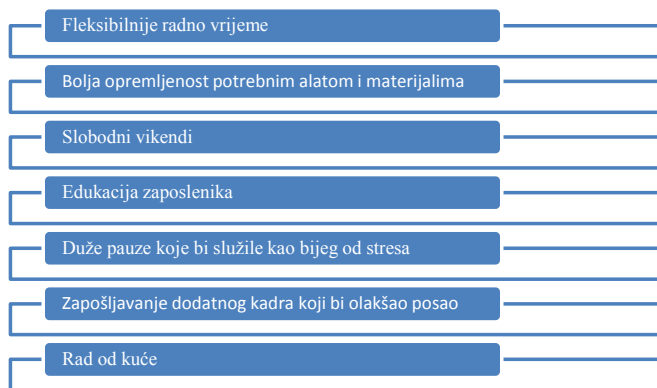 Fleksibilnije radno vrijeme
Bolja opremljenost potrebnim alatom i materijalima
Slobodni vikendi
Edukacija zaposlenika
Duže pauze koje bi služile kao bijeg od stresa
Zapošljavanje dodatnog kadra koji bi olakšao posao
Rad od kuće